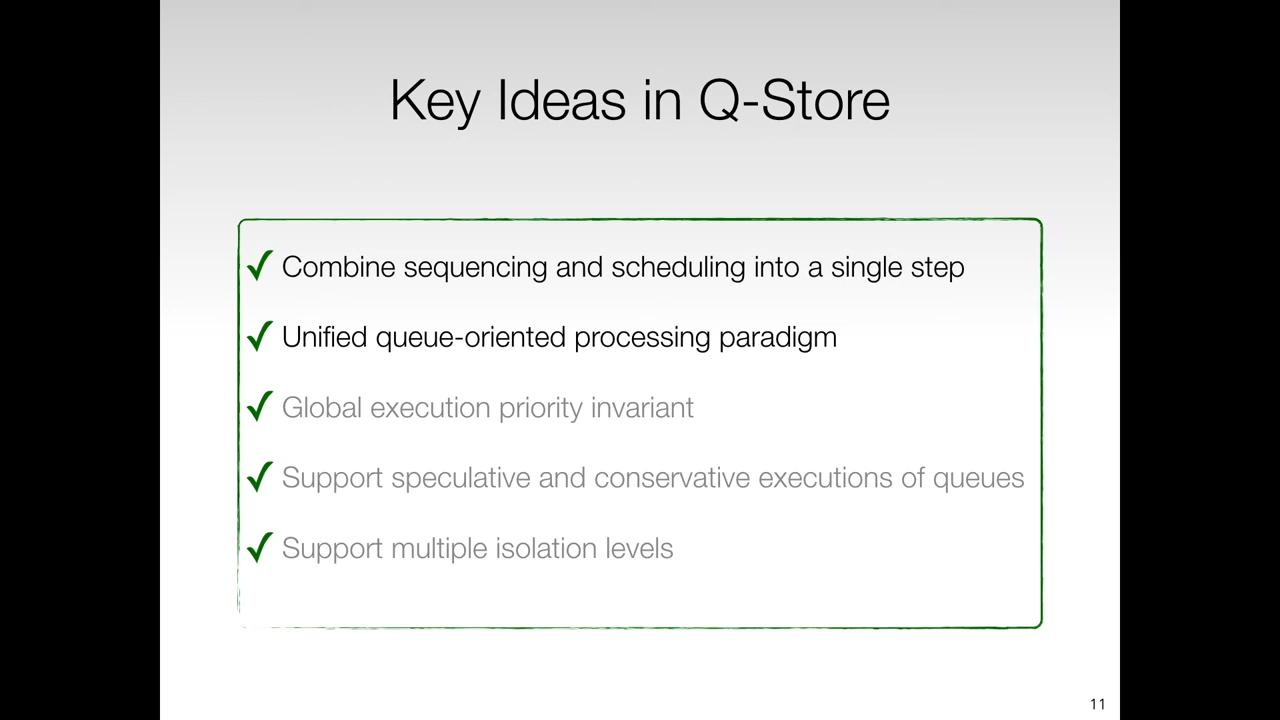 Key Ideas in Q-Store
✓ Combine sequencing and scheduling into a single step
✓ Unified queue-oriented processing paradigm
✓ Global execution priority invariant
✓ Support speculative and conservative executions of queues
✓ Support multiple isolation levels
11